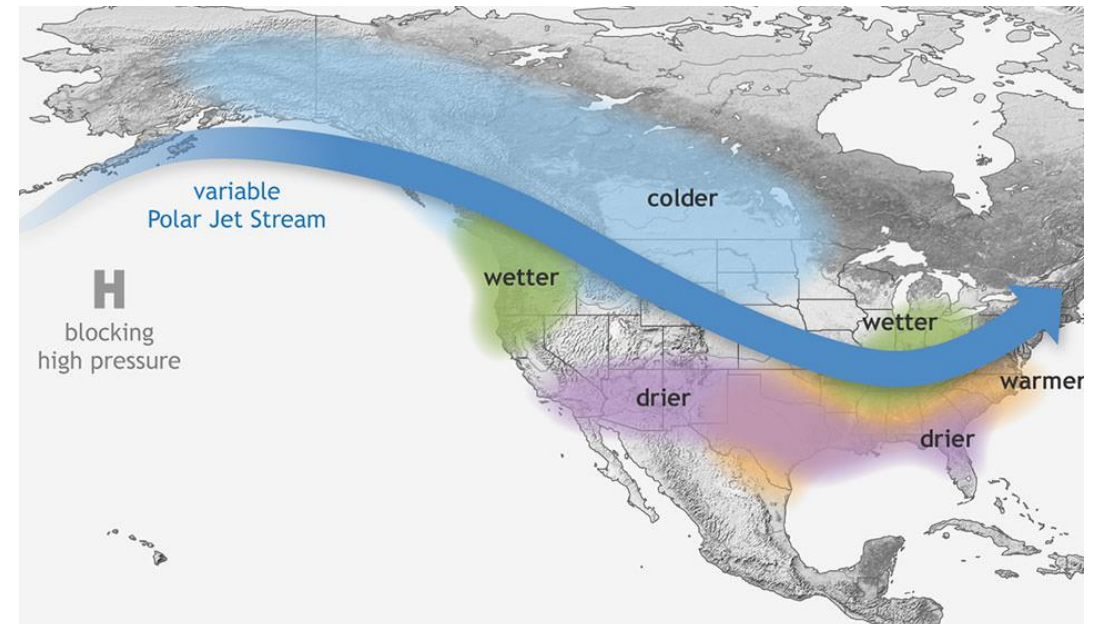 variable
Polar Jet Stream
colder
wetter
H
blocking
high pressure
wetter
warmer
drier
drier